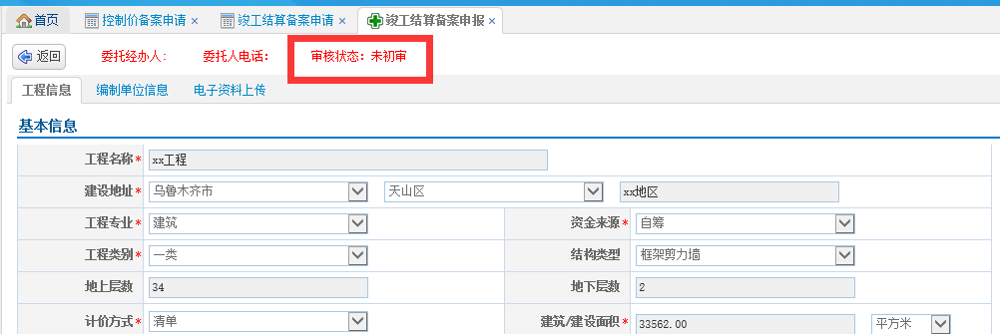 首页 控制价备案申请 × 竣工结算备案申请 × 竣工结算备案申报 ×
返回 委托经办人： 委托人电话： 审核状态：未初审
工程信息 编制单位信息 电子资料上传
基本信息
工程名称* xx工程
建设地址* 乌鲁木齐市 天山区 xx地区
工程专业* 建筑 资金来源* 自筹
工程类别* 一类 结构类型 框架剪力墙
地上层数 34 地下层数 2
计价方式* 清单 建筑/建设面积* 33562.00 平方米